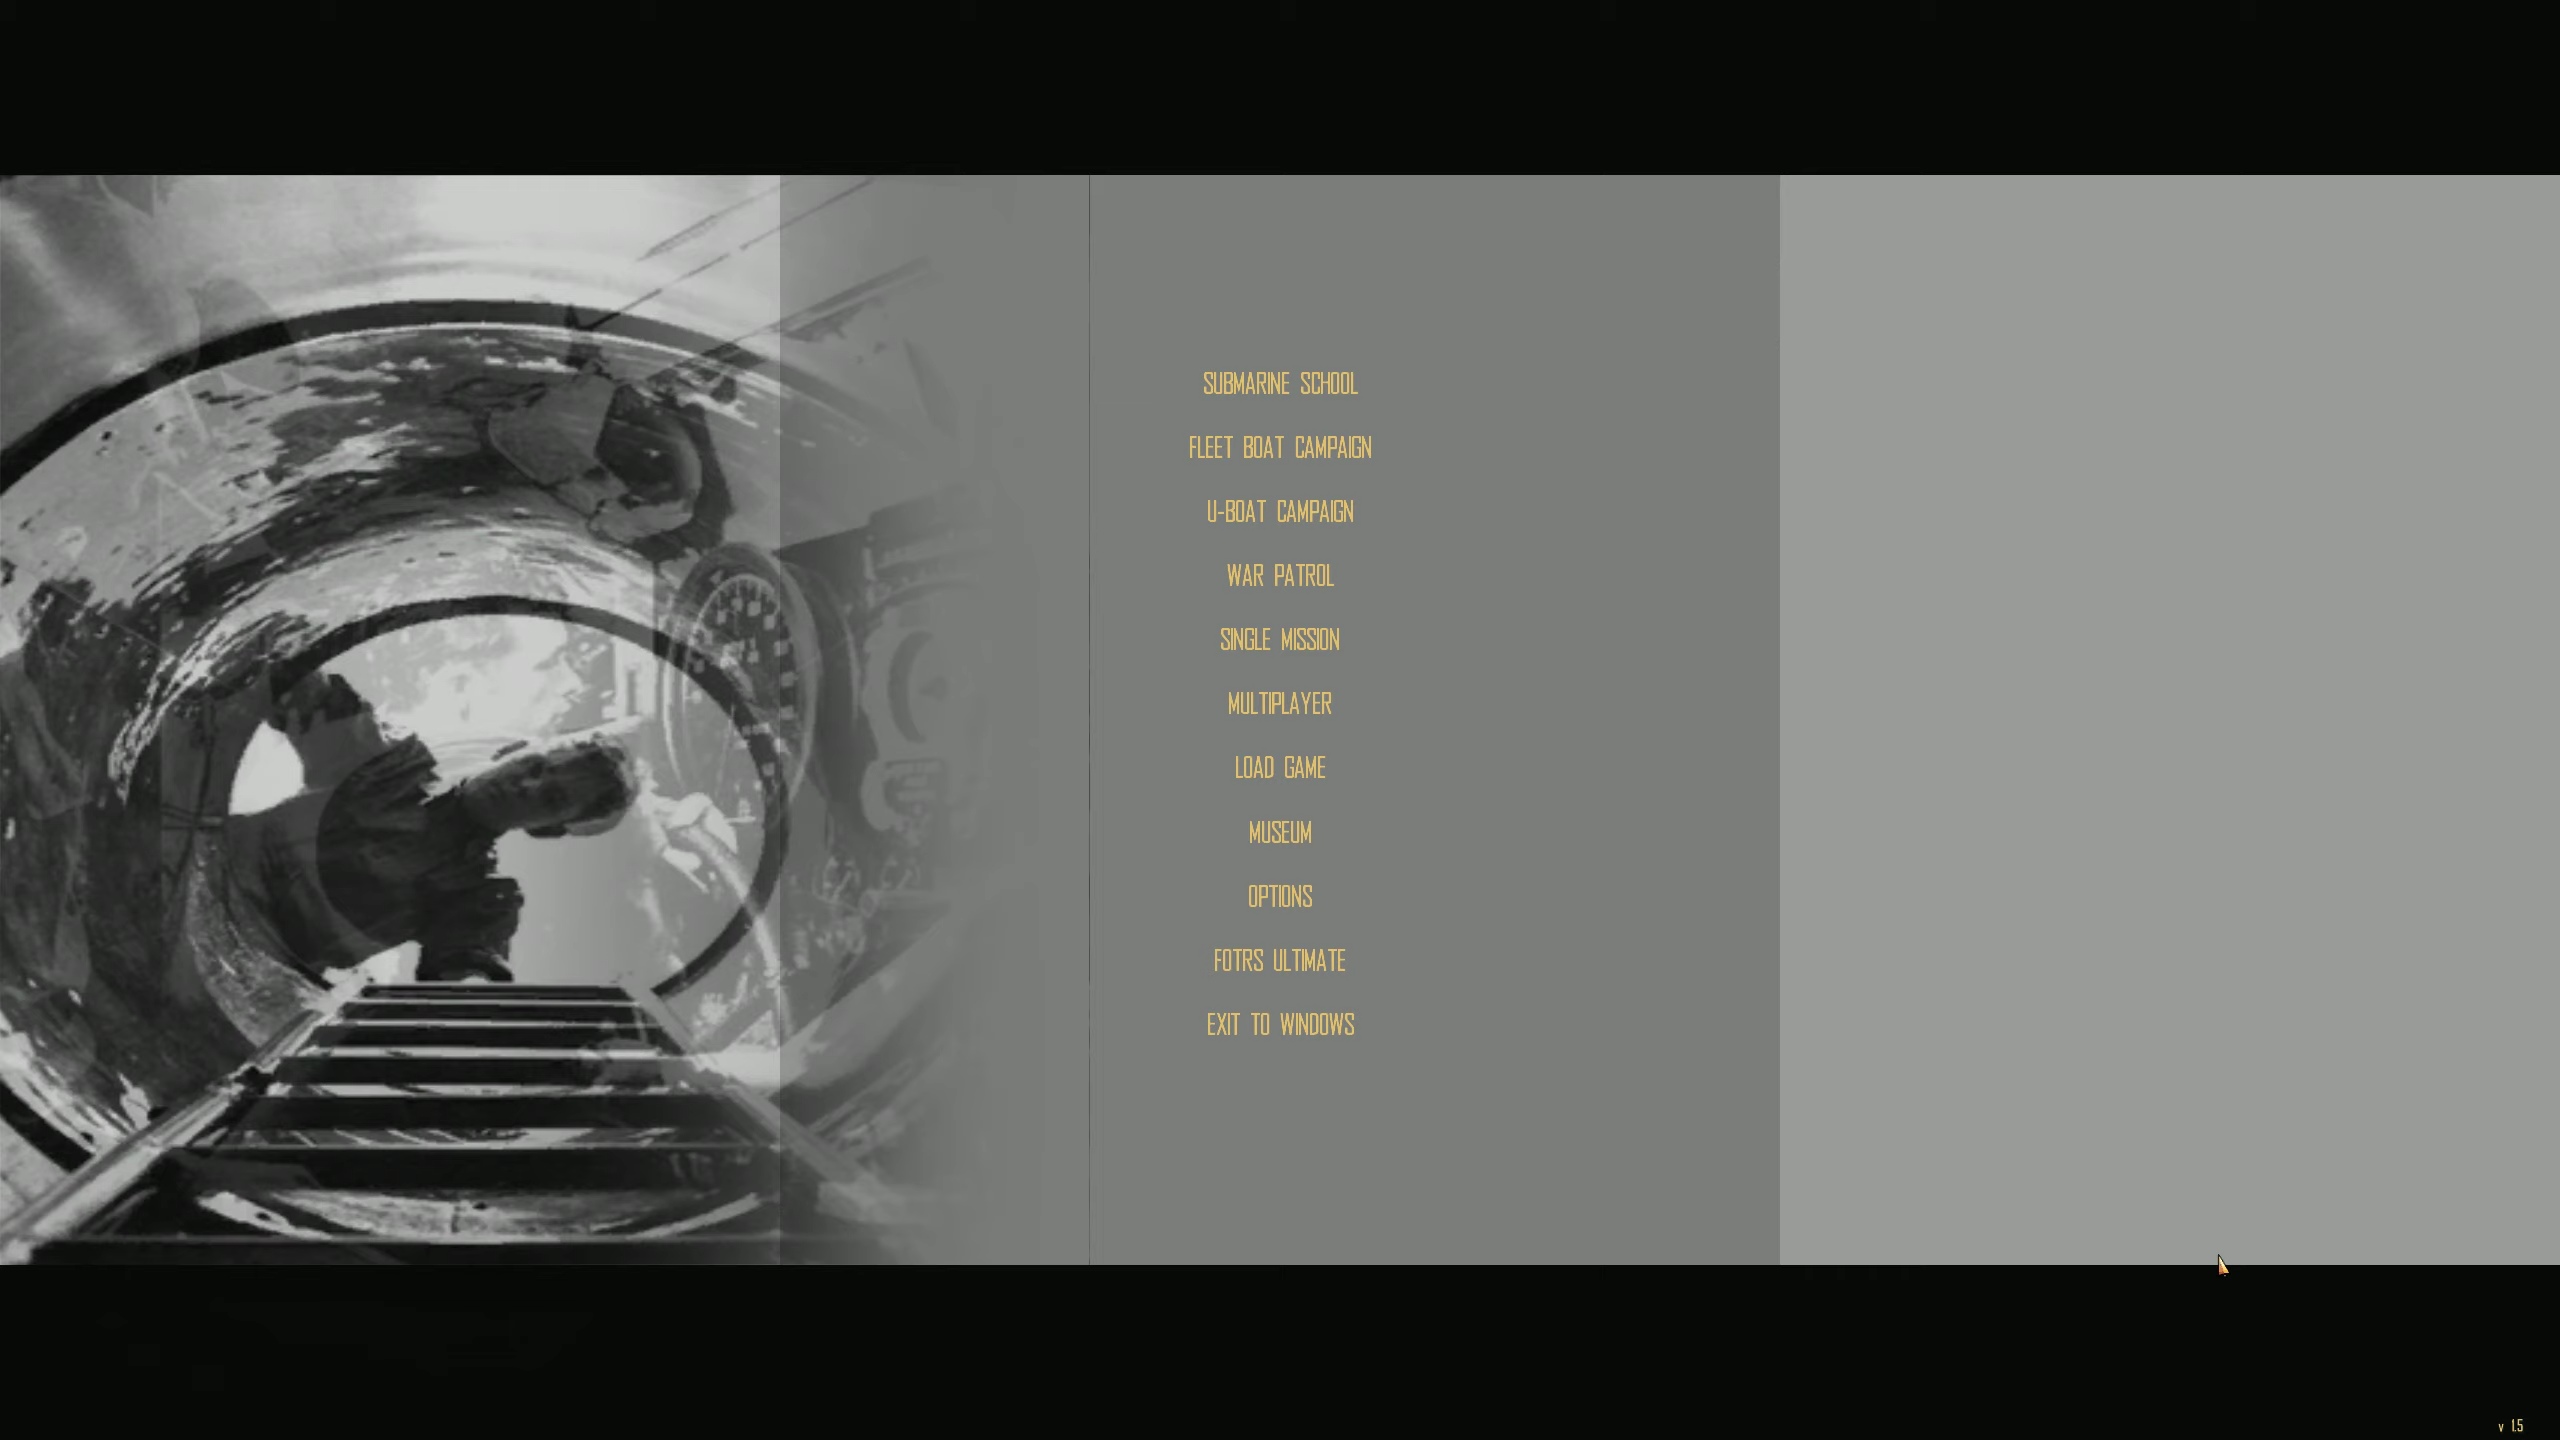 SUBMARINE SCHOOL
FLEET BOAT CAMPAIGN
U-BOAT CAMPAIGN
WAR PATROL
SINGLE MISSION
MULTIPLAYER
LOAD GAME
MUSEUM
OPTIONS
FOTRS ULTIMATE
EXIT TO WINDOWS
v 1.5